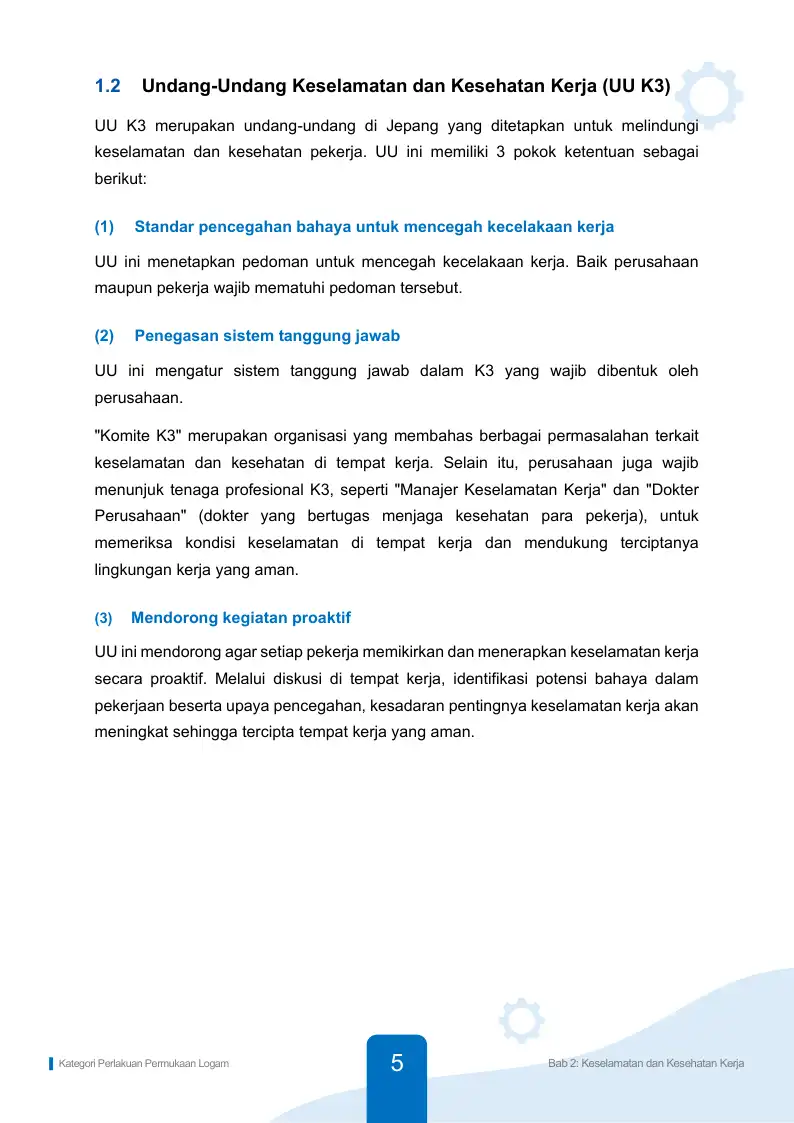 1.2 Undang-Undang Keselamatan dan Kesehatan Kerja (UU K3)
UU K3 merupakan undang-undang di Jepang yang ditetapkan untuk melindungi
keselamatan dan kesehatan pekerja. UU ini memiliki 3 pokok ketentuan sebagai
berikut:
(1) Standar pencegahan bahaya untuk mencegah kecelakaan kerja
UU ini menetapkan pedoman untuk mencegah kecelakaan kerja. Baik perusahaan
maupun pekerja wajib mematuhi pedoman tersebut.
(2) Penegasan sistem tanggung jawab
UU ini mengatur sistem tanggung jawab dalam K3 yang wajib dibentuk oleh
perusahaan.
"Komite K3" merupakan organisasi yang membahas berbagai permasalahan terkait
keselamatan dan kesehatan di tempat kerja. Selain itu, perusahaan juga wajib
menunjuk tenaga profesional K3, seperti "Manajer Keselamatan Kerja" dan "Dokter
Perusahaan" (dokter yang bertugas menjaga kesehatan para pekerja), untuk
memeriksa kondisi keselamatan di tempat kerja dan mendukung terciptanya
lingkungan kerja yang aman.
(3) Mendorong kegiatan proaktif
UU ini mendorong agar setiap pekerja memikirkan dan menerapkan keselamatan kerja
secara proaktif. Melalui diskusi di tempat kerja, identifikasi potensi bahaya dalam
pekerjaan beserta upaya pencegahan, kesadaran pentingnya keselamatan kerja akan
meningkat sehingga tercipta tempat kerja yang aman.
Kategori Perlakuan Permukaan Logam
5
Bab 2: Keselamatan dan Kesehatan Kerja